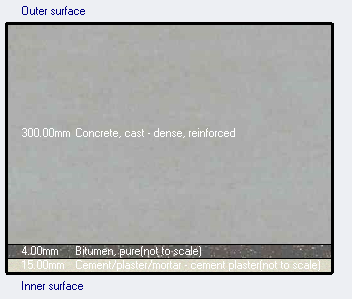 Outer surface
300.00mm Concrete, cast - dense, reinforced
4.00mm Bitumen, pure(not to scale)
15.00mm Cement/plaster/mortar - cement plaster(not to scale)
Inner surface